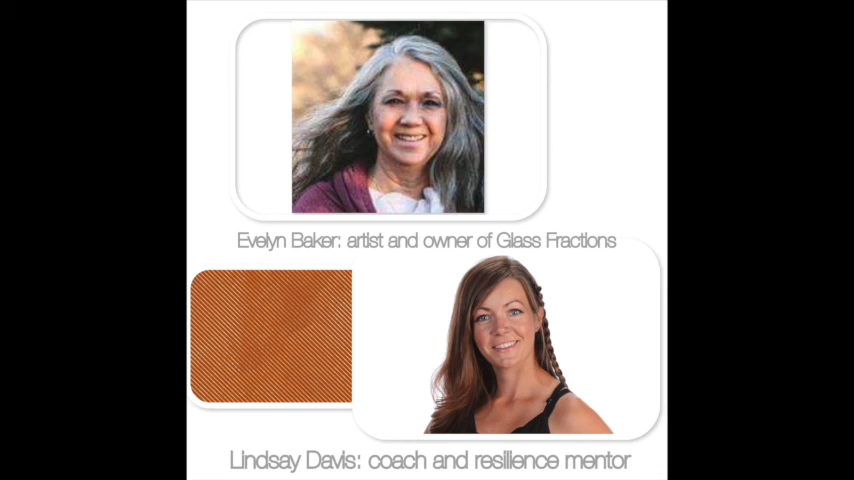 Evelyn Baker: artist and owner of Glass Fractions
Lindsay Davis: coach and resilience mentor